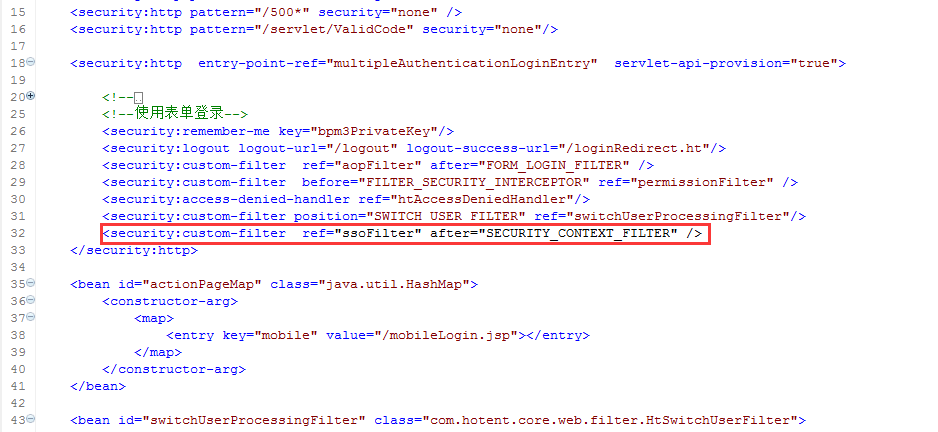 15 <security:http pattern="/500*" security="none" />
16 <security:http pattern="/servlet/ValidCode" security="none"/>
17
18 <security:http  entry-point-ref="multipleAuthenticationLoginEntry"  servlet-api-provision="true">
19
20 <!--..
25 <!--使用表单登录-->
26 <security:remember-me key="bpm3PrivateKey"/>
27 <security:logout logout-url="/logout" logout-success-url="/loginRedirect.ht"/>
28 <security:custom-filter  ref="aopFilter" after="FORM_LOGIN_FILTER" />
29 <security:custom-filter  before="FILTER_SECURITY_INTERCEPTOR" ref="permissionFilter" />
30 <security:access-denied-handler ref="htAccessDeniedHandler"/>
31 <security:custom-filter position="SWITCH_USER_FILTER" ref="switchUserProcessingFilter"/>
32 <security:custom-filter  ref="ssoFilter" after="SECURITY_CONTEXT_FILTER" />
33 </security:http>
34
35 <bean id="actionPageMap" class="java.util.HashMap">
36 <constructor-arg>
37 <map>
38 <entry key="mobile" value="/mobileLogin.jsp"></entry>
39 </map>
40 </constructor-arg>
41 </bean>
42
43 <bean id="switchUserProcessingFilter" class="com.hotent.core.web.filter.HtSwitchUserFilter">